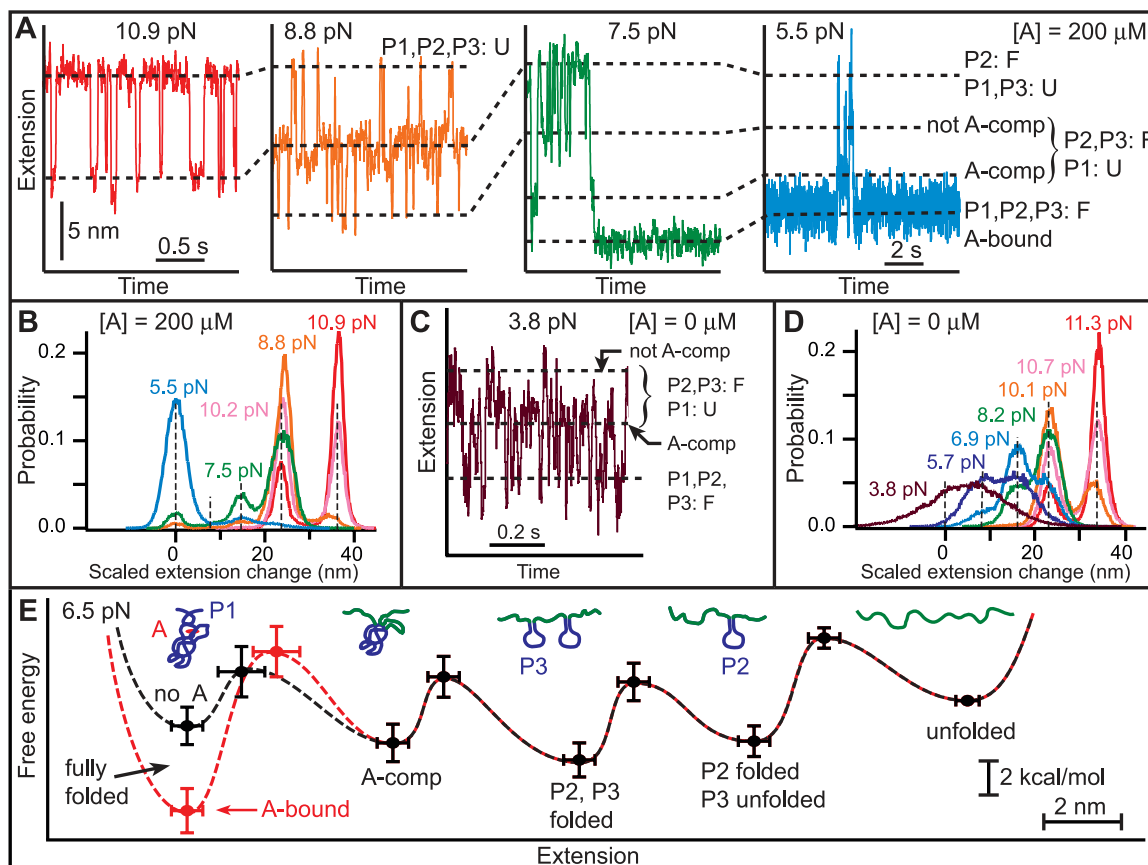 A
10.9 pN
8.8 pN
7.5 pN
5.5 pN
[A] = 200 µM
P1,P2,P3: U
P2: F
P1,P3: U
not A-comp
P2,P3: F
A-comp
P1: U
P1,P2,P3: F
A-bound
Extension
5 nm
0.5 s
2 s
Time
Time
Time
Time
B
[A] = 200 µM
10.9 pN
8.8 pN
5.5 pN
10.2 pN
7.5 pN
Probability
0.2
0.1
0.0
0
20
40
Scaled extension change (nm)
C
3.8 pN
[A] = 0 µM
not A-comp
P2,P3: F
P1: U
A-comp
P1,P2,
P3: F
Extension
0.2 s
Time
D
[A] = 0 µM
11.3 pN
10.7 pN
10.1 pN
8.2 pN
6.9 pN
5.7 pN
3.8 pN
Probability
0.2
0.1
0.0
0
20
40
Scaled extension change (nm)
E
6.5 pN
P1
A
P3
P2
no A
fully
folded
A-bound
A-comp
P2, P3
folded
P2 folded
P3 unfolded
unfolded
2 kcal/mol
2 nm
Free energy
Extension